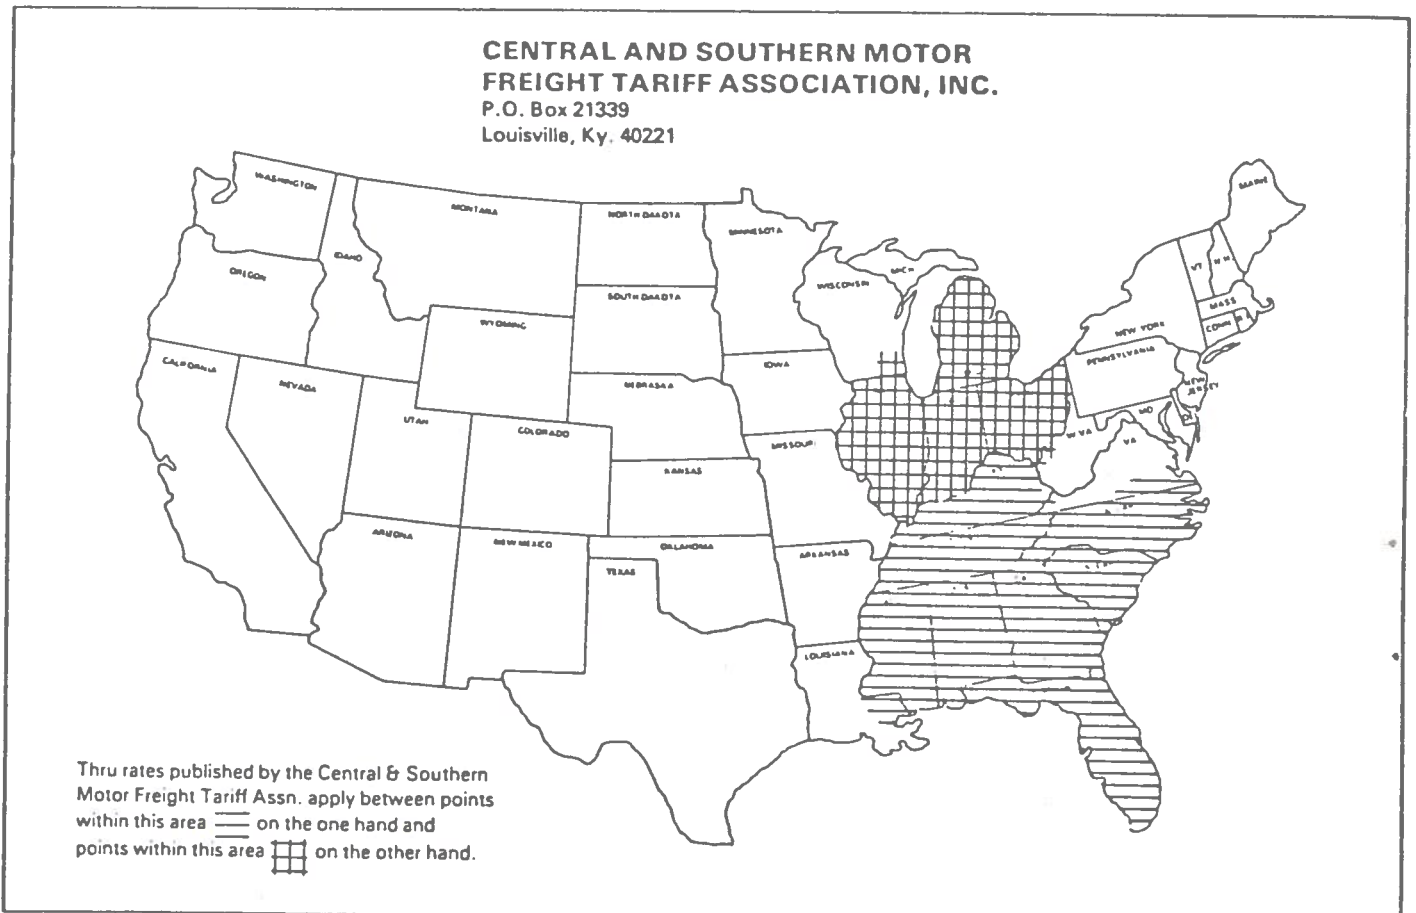 CENTRAL AND SOUTHERN MOTOR
FREIGHT TARIFF ASSOCIATION, INC.
P.O. Box 21339
Louisville, Ky. 40221
WASHINGTON
MONTANA
NORTH DAKOTA
MINNESOTA
MAINE
IDAHO
OREGON
SOUTH DAKOTA
WISCONSIN
MICH
VT
N H
MASS
CONN
R I
NEW YORK
WYOMING
CALIFORNIA
NEVADA
UTAH
COLORADO
NEBRASKA
IOWA
PENNSYLVANIA
NEW
JERSEY
MD
DE
W VA
VA
MISSOURI
KANSAS
ARIZONA
NEW MEXICO
OKLAHOMA
ARKANSAS
TEXAS
LOUISIANA
Thru rates published by the Central & Southern
Motor Freight Tariff Assn. apply between points
within this area on the one hand and
points within this area on the other hand.